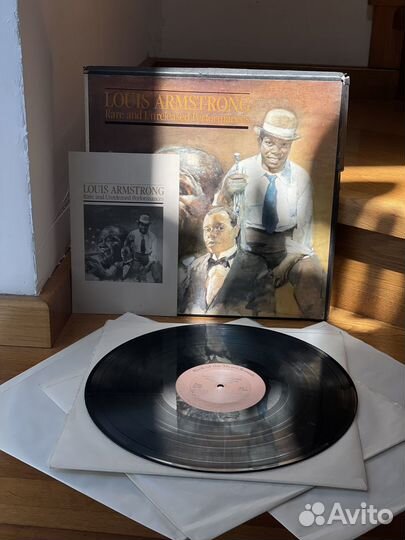 LOUIS ARMSTRONG
Rare and Unreleased Performances
LOUIS ARMSTRONG
Rare and Unreleased Performances
Avito